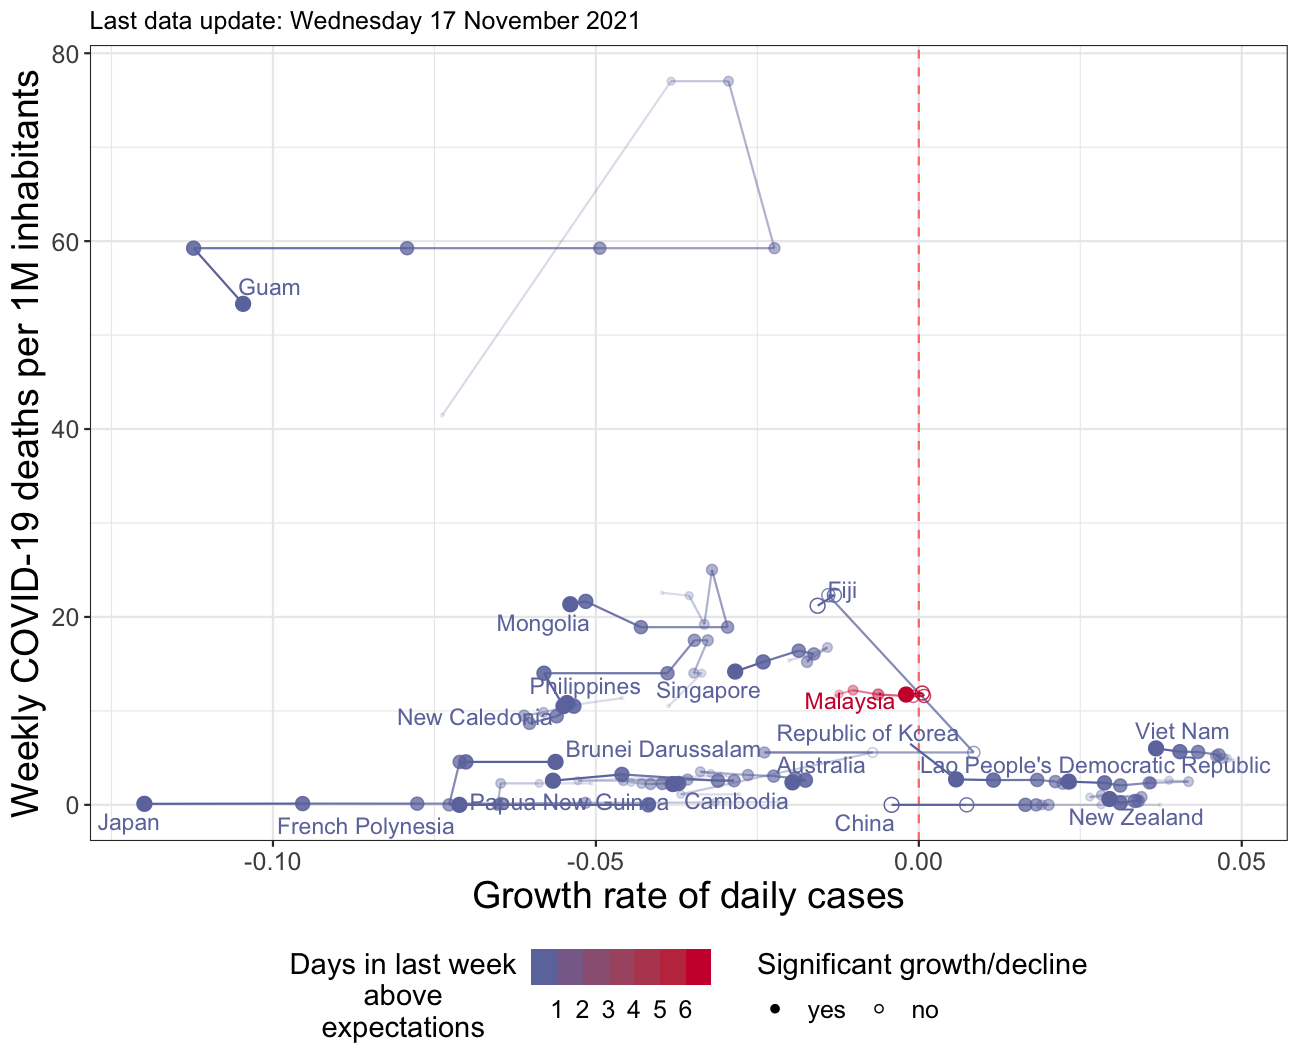 Last data update: Wednesday 17 November 2021
Weekly COVID-19 deaths per 1M inhabitants
80
60
40
20
0
Guam
Mongolia
Fiji
Philippines
Singapore
Malaysia
New Caledonia
Republic of Korea
Viet Nam
Brunei Darussalam
Australia
Lao People's Democratic Republic
Papua New Guinea
Cambodia
Japan
French Polynesia
China
New Zealand
-0.10
-0.05
0.00
0.05
Growth rate of daily cases
Days in last week
above
expectations
1 2 3 4 5 6
Significant growth/decline
yes
no